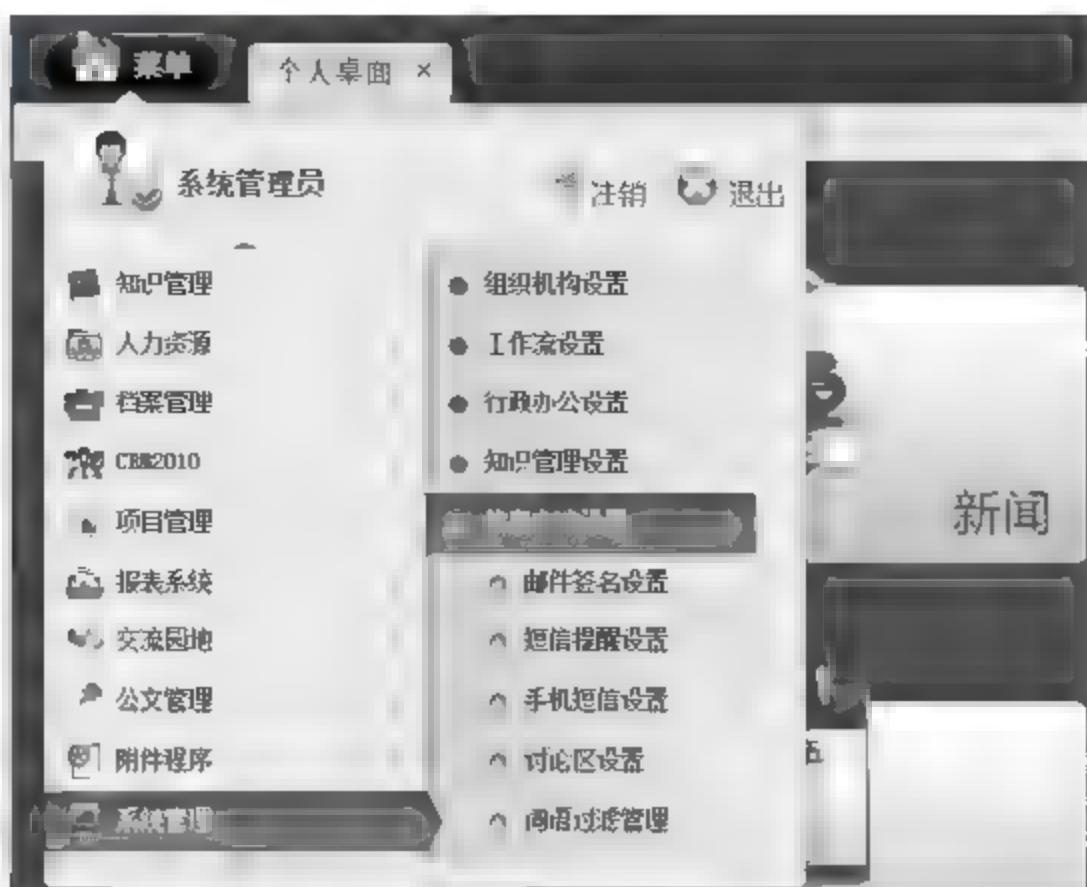 菜单
个人桌面 ×
系统管理员
注销 退出
知识管理
人力资源
档案管理
CRM2010
项目管理
报表系统
交流园地
公文管理
附件程序
系统管理
组织机构设置
工作流设置
行政办公设置
知识管理设置
邮件签名设置
短信提醒设置
手机短信设置
讨论区设置
过滤管理
新闻